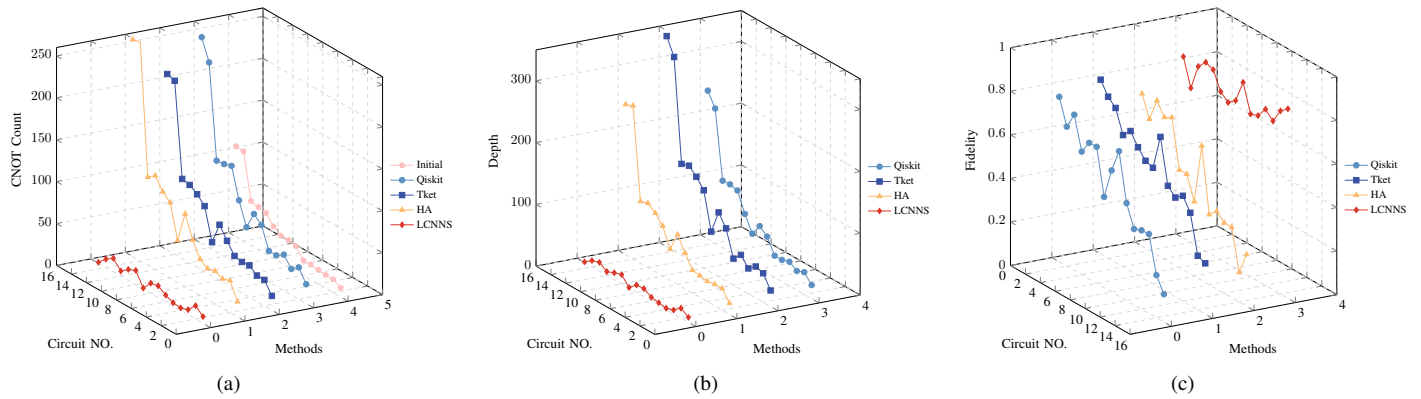 250
200
150
100
50
0
CNOT Count
16
14
12
10
8
6
4
2
0
Circuit NO.
0
1
2
3
4
5
Methods
Initial
Qiskit
Tket
HA
LCNNS
(a)
300
200
100
0
Depth
16
14
12
10
8
6
4
2
0
Circuit NO.
0
1
2
3
4
Methods
Qiskit
Tket
HA
LCNNS
(b)
1
0.8
0.6
0.4
0.2
0
Fidelity
0
2
4
6
8
10
12
14
16
Circuit NO.
0
1
2
3
4
Methods
Qiskit
Tket
HA
LCNNS
(c)